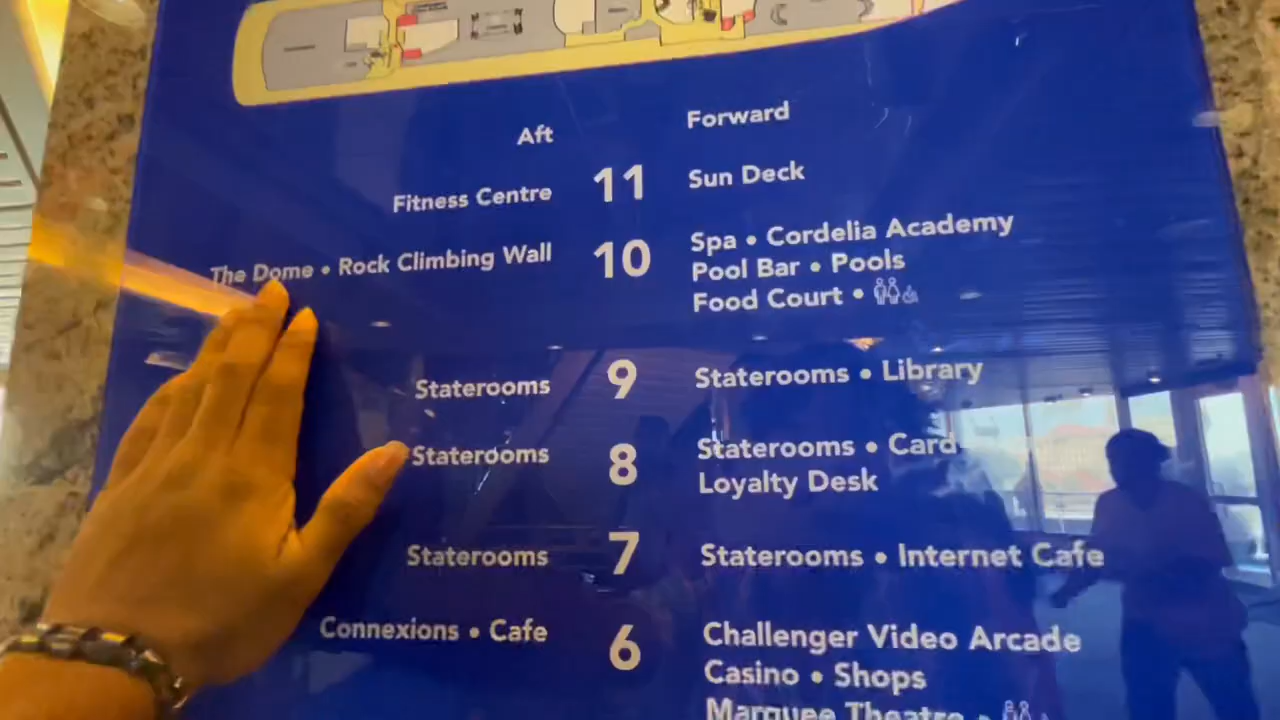 Aft Forward
Fitness Centre 11 Sun Deck
The Dome • Rock Climbing Wall 10 Spa • Cordelia Academy
Pool Bar • Pools
Food Court •
Staterooms 9 Staterooms • Library
Staterooms 8 Staterooms • Card
Loyalty Desk
Staterooms 7 Staterooms • Internet Cafe
Connexions • Cafe 6 Challenger Video Arcade
Casino • Shops
Marquee Theatre •